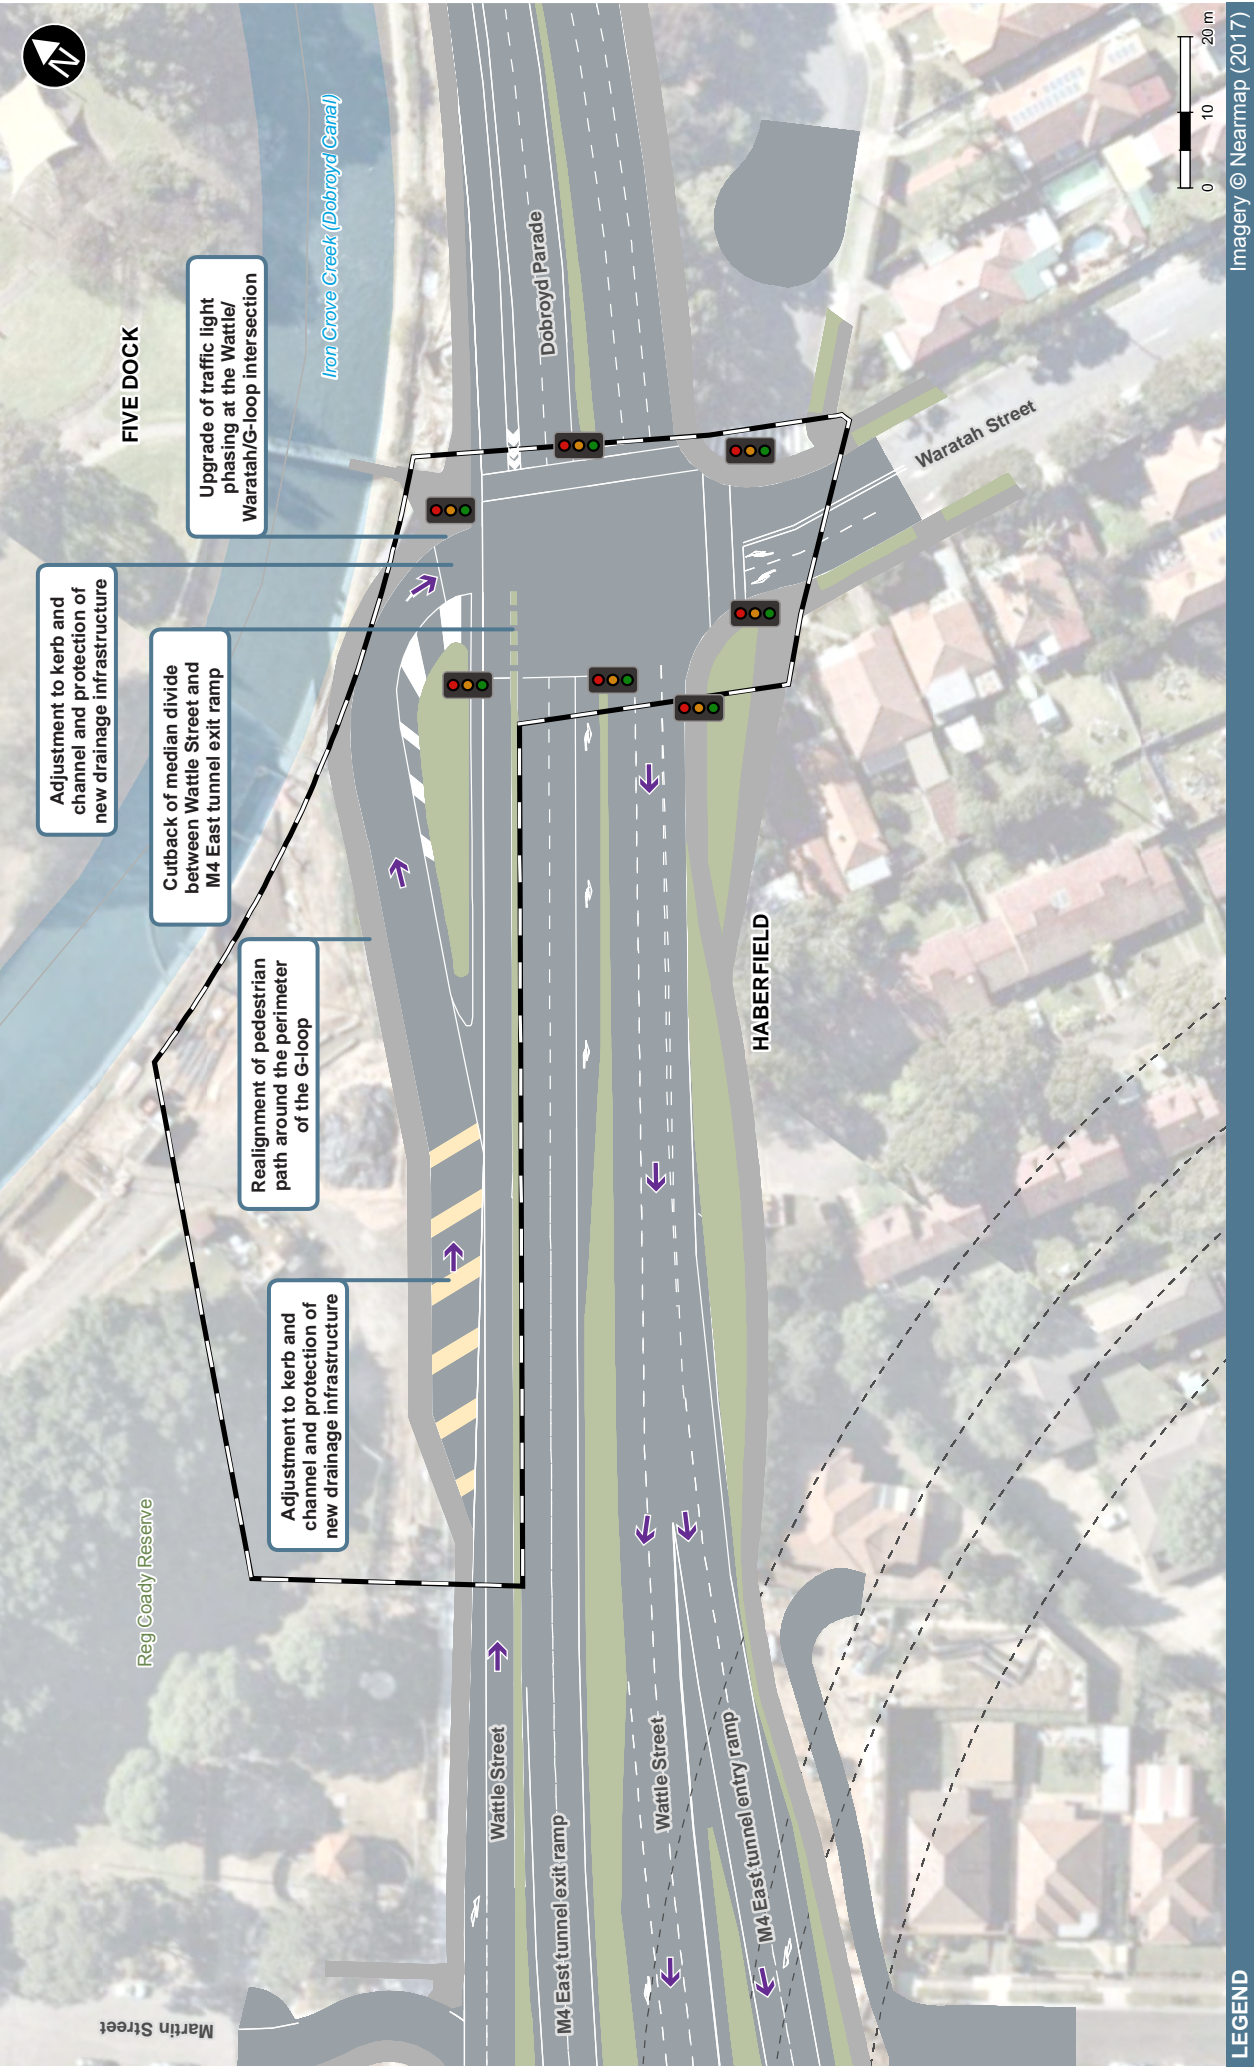 N
FIVE DOCK
Iron Cove Creek (Dobroyd Canal)
Upgrade of traffic light
phasing at the Wattle/
Waratah/G-loop intersection
Adjustment to kerb and
channel and protection of
new drainage infrastructure
Cutback of median divide
between Wattle Street and
M4 East tunnel exit ramp
Realignment of pedestrian
path around the perimeter
of the G-loop
Adjustment to kerb and
channel and protection of
new drainage infrastructure
Reg Coady Reserve
Martin Street
Wattle Street
M4 East tunnel exit ramp
Wattle Street
M4 East tunnel entry ramp
Dobroyd Parade
Waratah Street
HABERFIELD
0 10 20 m
Imagery © Nearmap (2017)
LEGEND